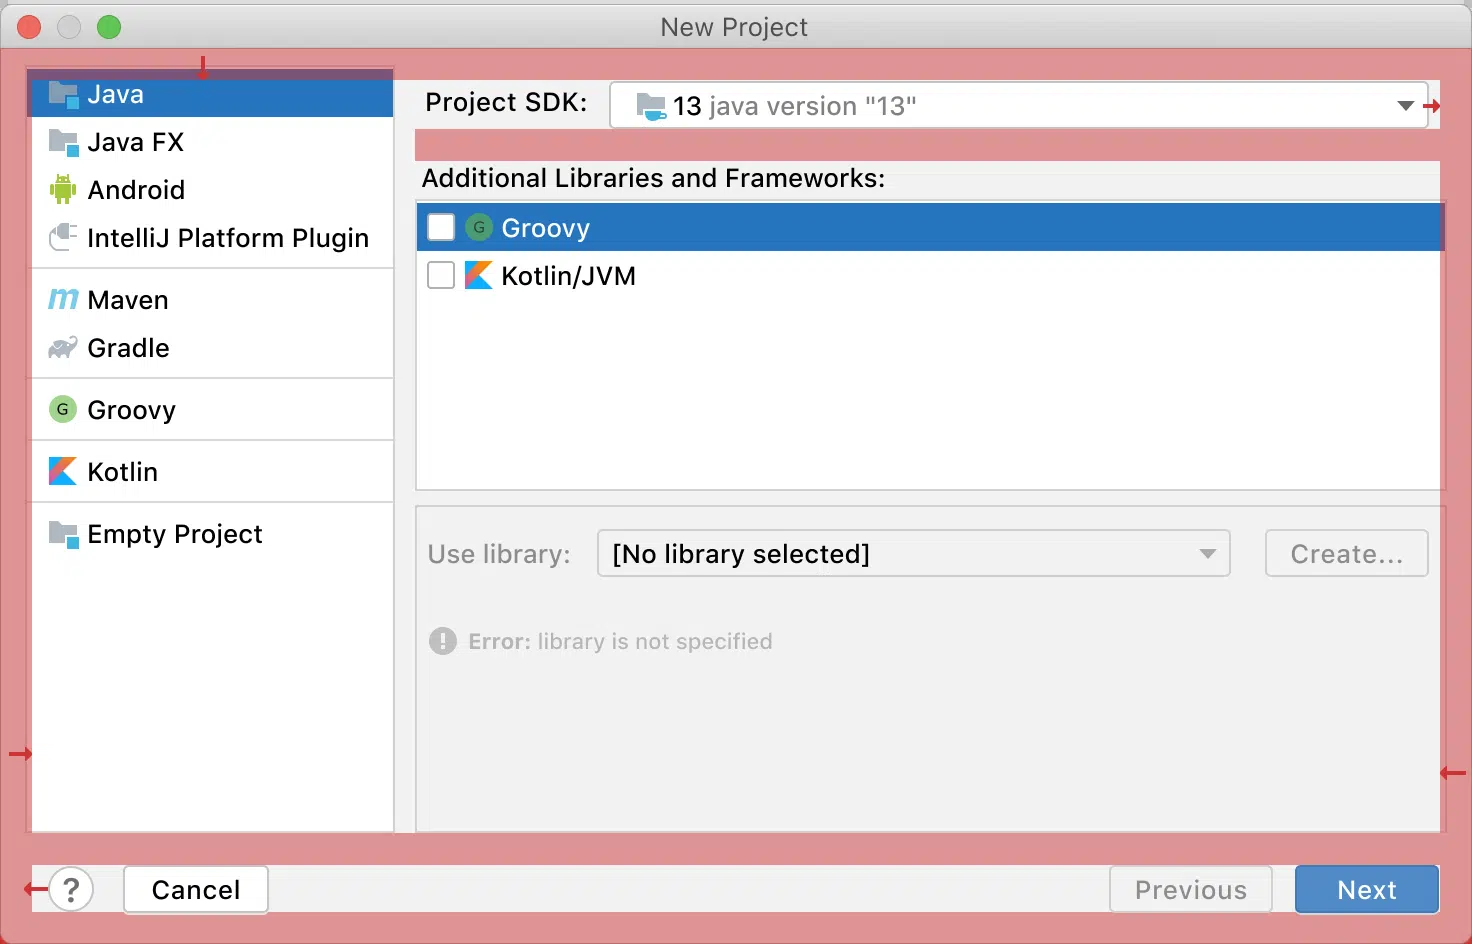 New Project
Java
Java FX
Android
IntelliJ Platform Plugin
m Maven
Gradle
G Groovy
Kotlin
Empty Project
Project SDK: 13 java version "13"
Additional Libraries and Frameworks:
G Groovy
Kotlin/JVM
Use library: [No library selected] Create...
! Error: library is not specified
? Cancel Previous Next